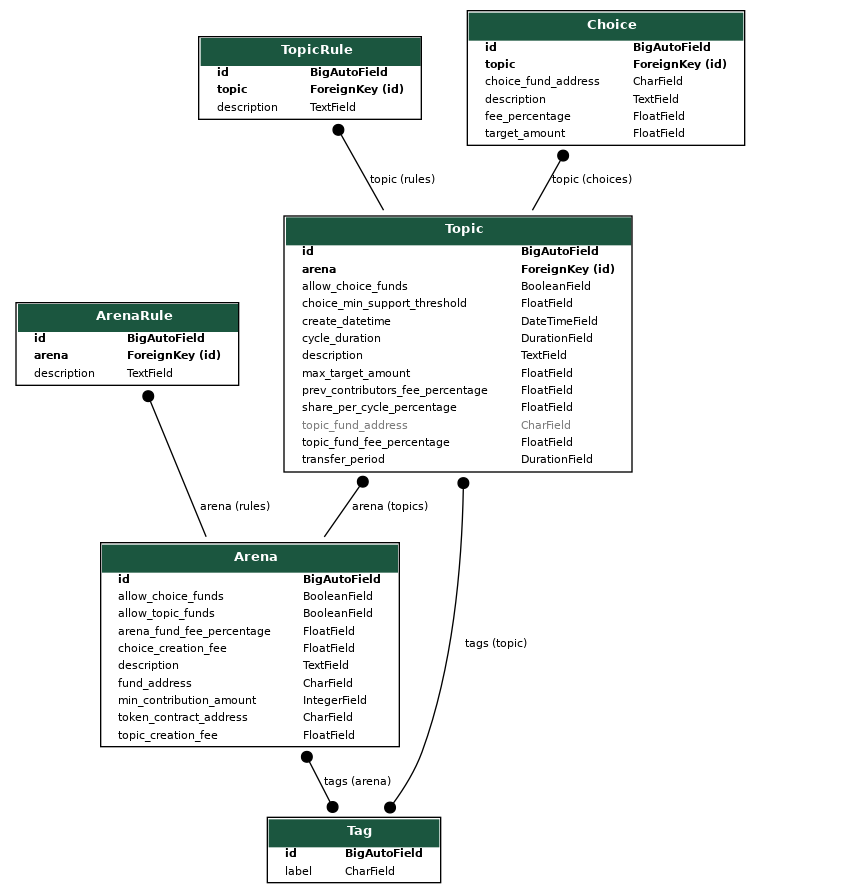 TopicRule
id BigAutoField
topic ForeignKey (id)
description TextField
Choice
id BigAutoField
topic ForeignKey (id)
choice_fund_address CharField
description TextField
fee_percentage FloatField
target_amount FloatField
topic (rules)
topic (choices)
Topic
id BigAutoField
arena ForeignKey (id)
allow_choice_funds BooleanField
choice_min_support_threshold FloatField
create_datetime DateTimeField
cycle_duration DurationField
description TextField
max_target_amount FloatField
prev_contributors_fee_percentage FloatField
share_per_cycle_percentage FloatField
topic_fund_address CharField
topic_fund_fee_percentage FloatField
transfer_period DurationField
ArenaRule
id BigAutoField
arena ForeignKey (id)
description TextField
arena (rules)
arena (topics)
Arena
id BigAutoField
allow_choice_funds BooleanField
allow_topic_funds BooleanField
arena_fund_fee_percentage FloatField
choice_creation_fee FloatField
description TextField
fund_address CharField
min_contribution_amount IntegerField
token_contract_address CharField
topic_creation_fee FloatField
tags (topic)
tags (arena)
Tag
id BigAutoField
label CharField